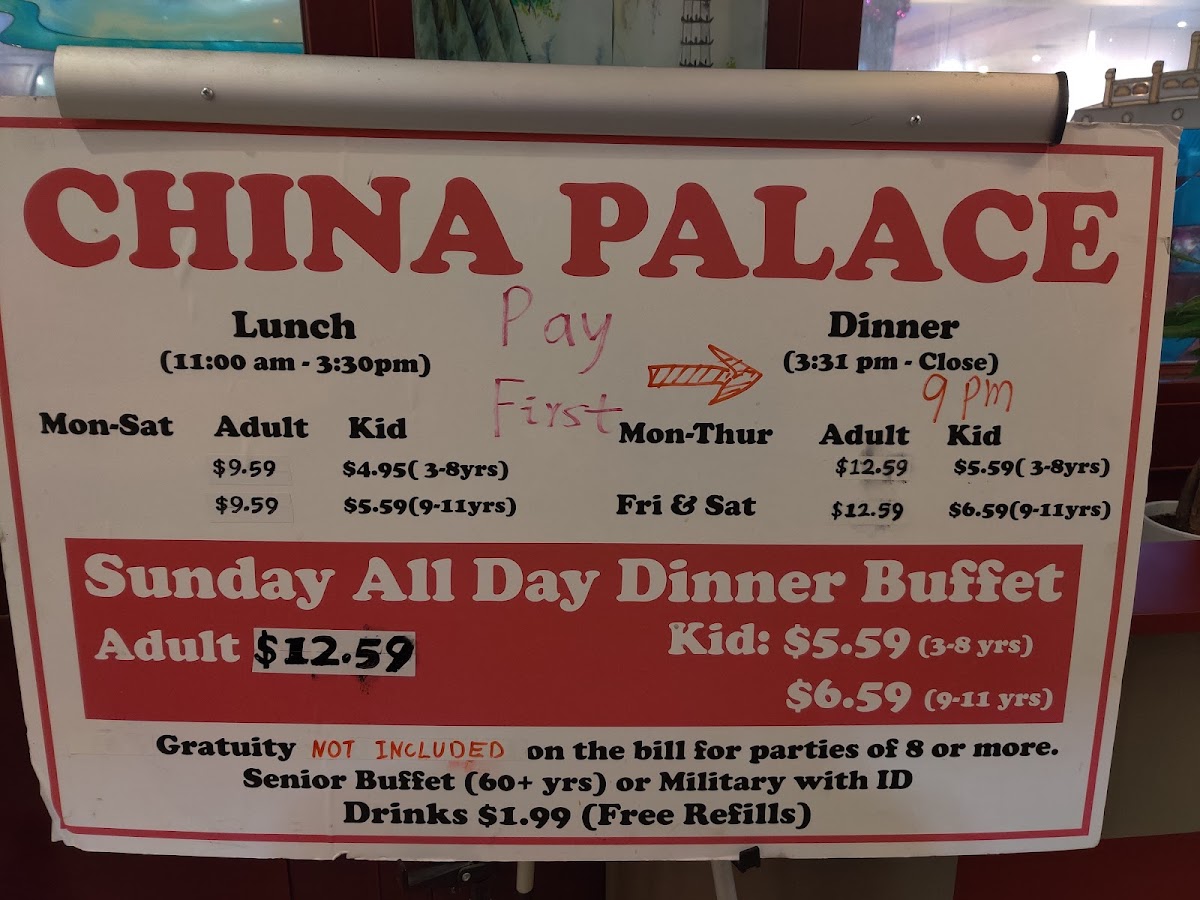 CHINA PALACE
Pay
First
Lunch
(11:00 am - 3:30pm)
Mon-Sat Adult Kid
$9.59 $4.95( 3-8yrs)
$9.59 $5.59(9-11yrs)
Dinner
(3:31 pm - Close)
9 PM
Mon-Thur Adult Kid
$12.59 $5.59( 3-8yrs)
Fri & Sat $12.59 $6.59(9-11yrs)
Sunday All Day Dinner Buffet
Adult $12.59 Kid: $5.59 (3-8 yrs)
$6.59 (9-11 yrs)
Gratuity NOT INCLUDED on the bill for parties of 8 or more.
Senior Buffet (60+ yrs) or Military with ID
Drinks $1.99 (Free Refills)